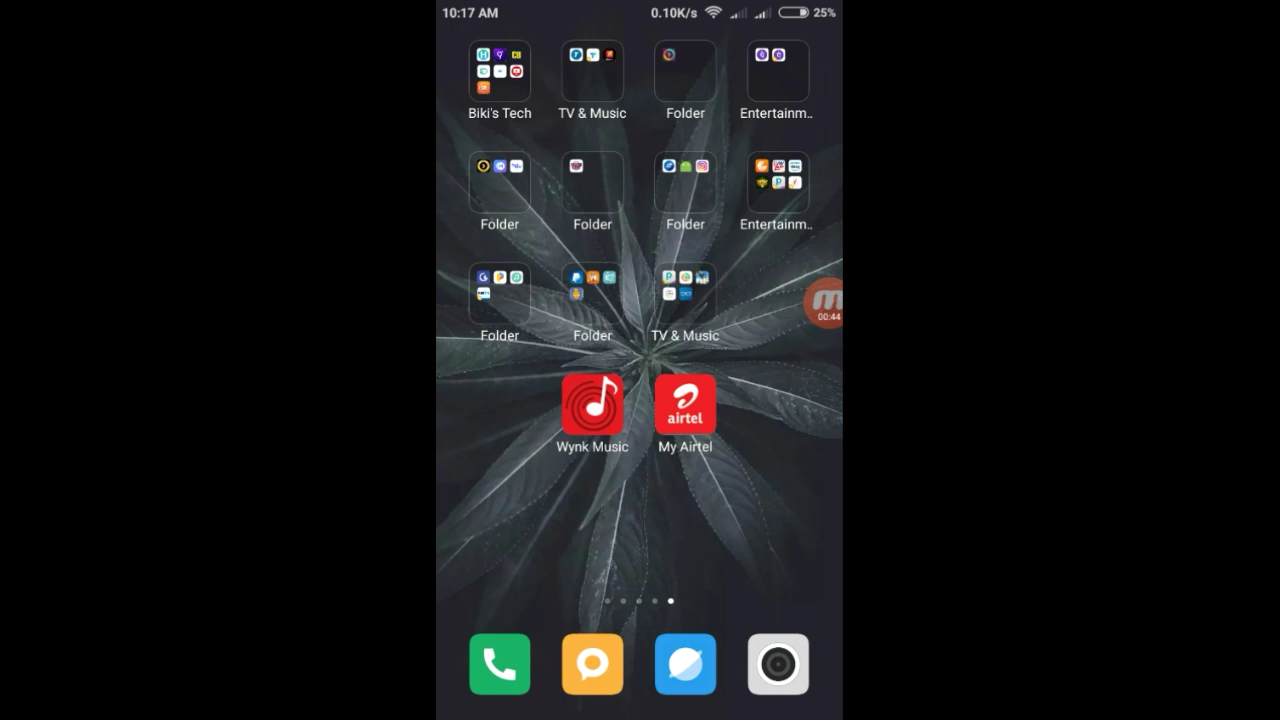 10:17 AM 0.10K/s 25%
Biki's Tech TV & Music Folder Entertainm..
Folder Folder Folder Entertainm..
Folder Folder TV & Music
00:44
airtel
Wynk Music My Airtel